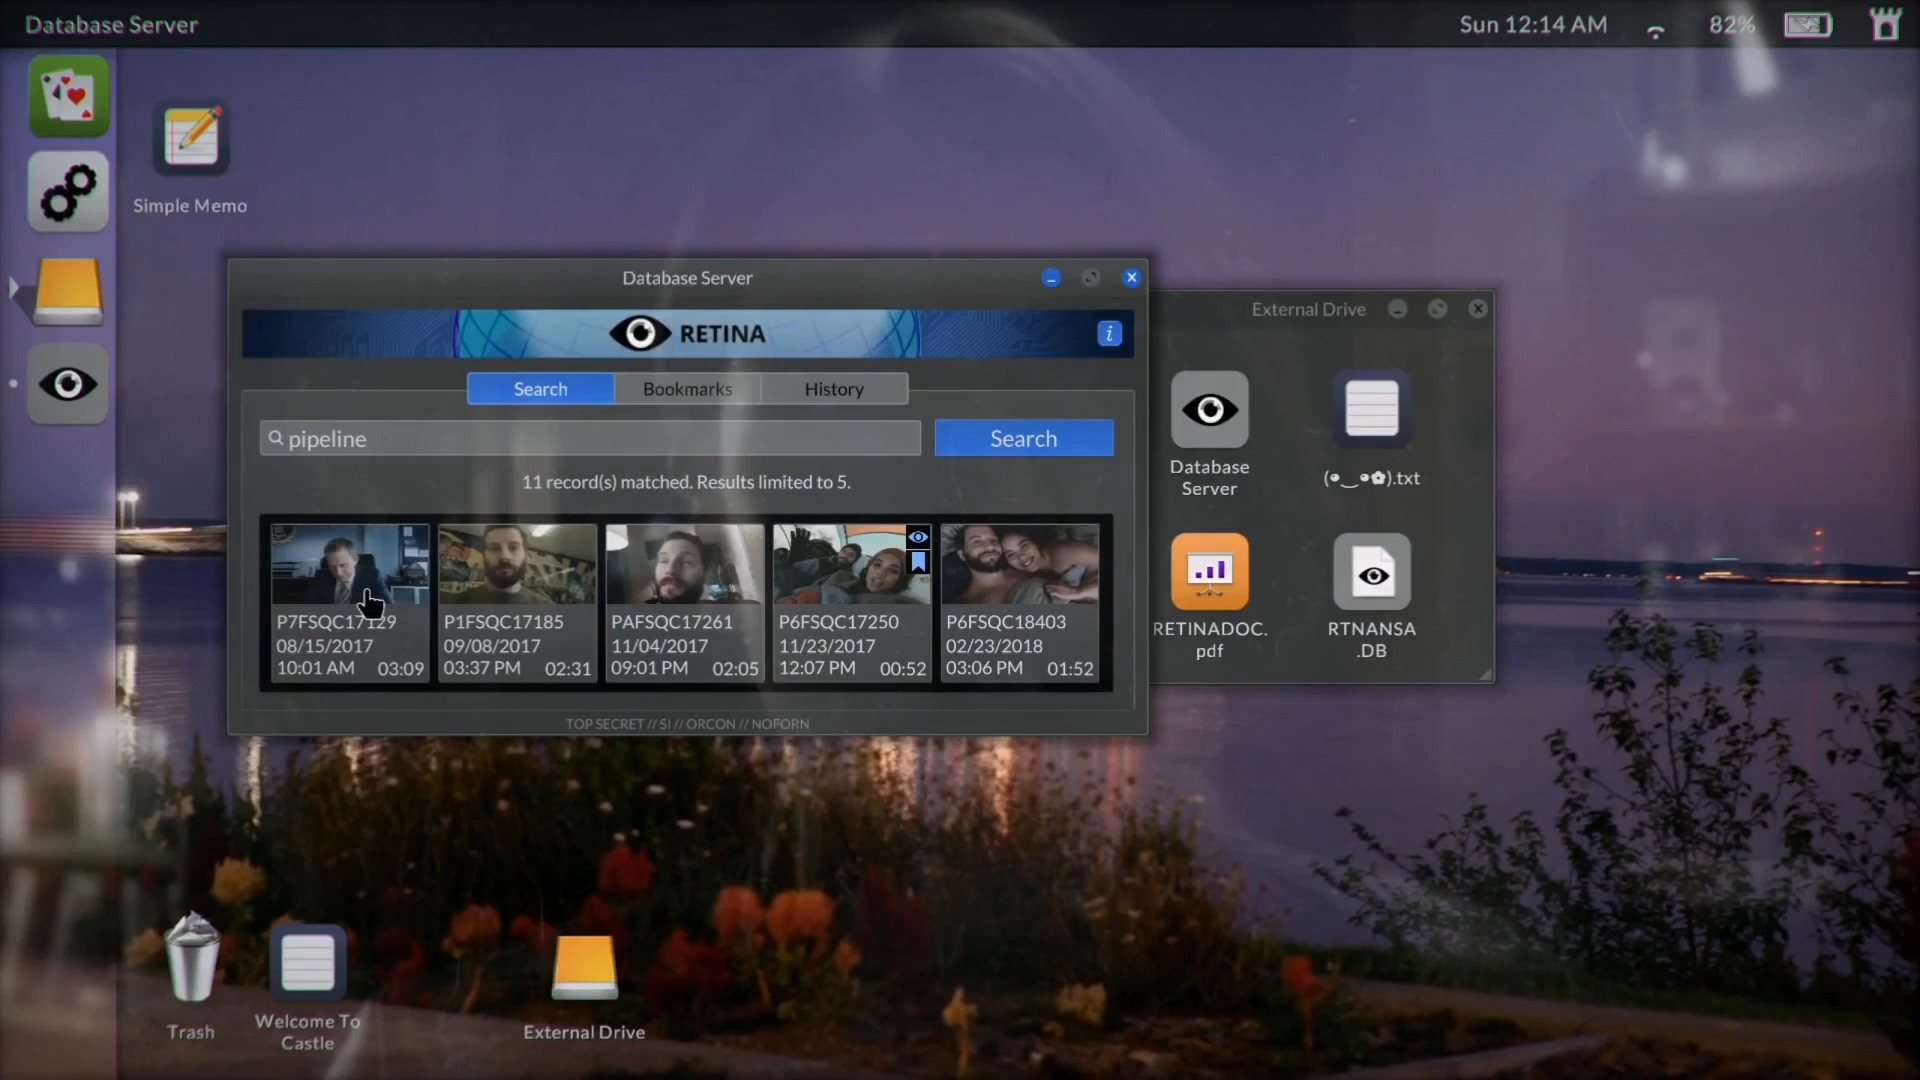 Database Server
Sun 12:14 AM
82%
Simple Memo
Database Server
RETINA
i
Search
Bookmarks
History
pipeline
Search
11 record(s) matched. Results limited to 5.
P7FSQC17129
08/15/2017
10:01 AM 03:09
P1FSQC17185
09/08/2017
03:37 PM 02:31
PAFSQC17261
11/04/2017
09:01 PM 02:05
P6FSQC17250
11/23/2017
12:07 PM 00:52
P6FSQC18403
02/23/2018
03:06 PM 01:52
TOP SECRET // SI // ORCON // NOFORN
External Drive
Database
Server
(•‿•✿).txt
RETINADOC.
pdf
RTNANSA
.DB
Trash
Welcome To
Castle
External Drive